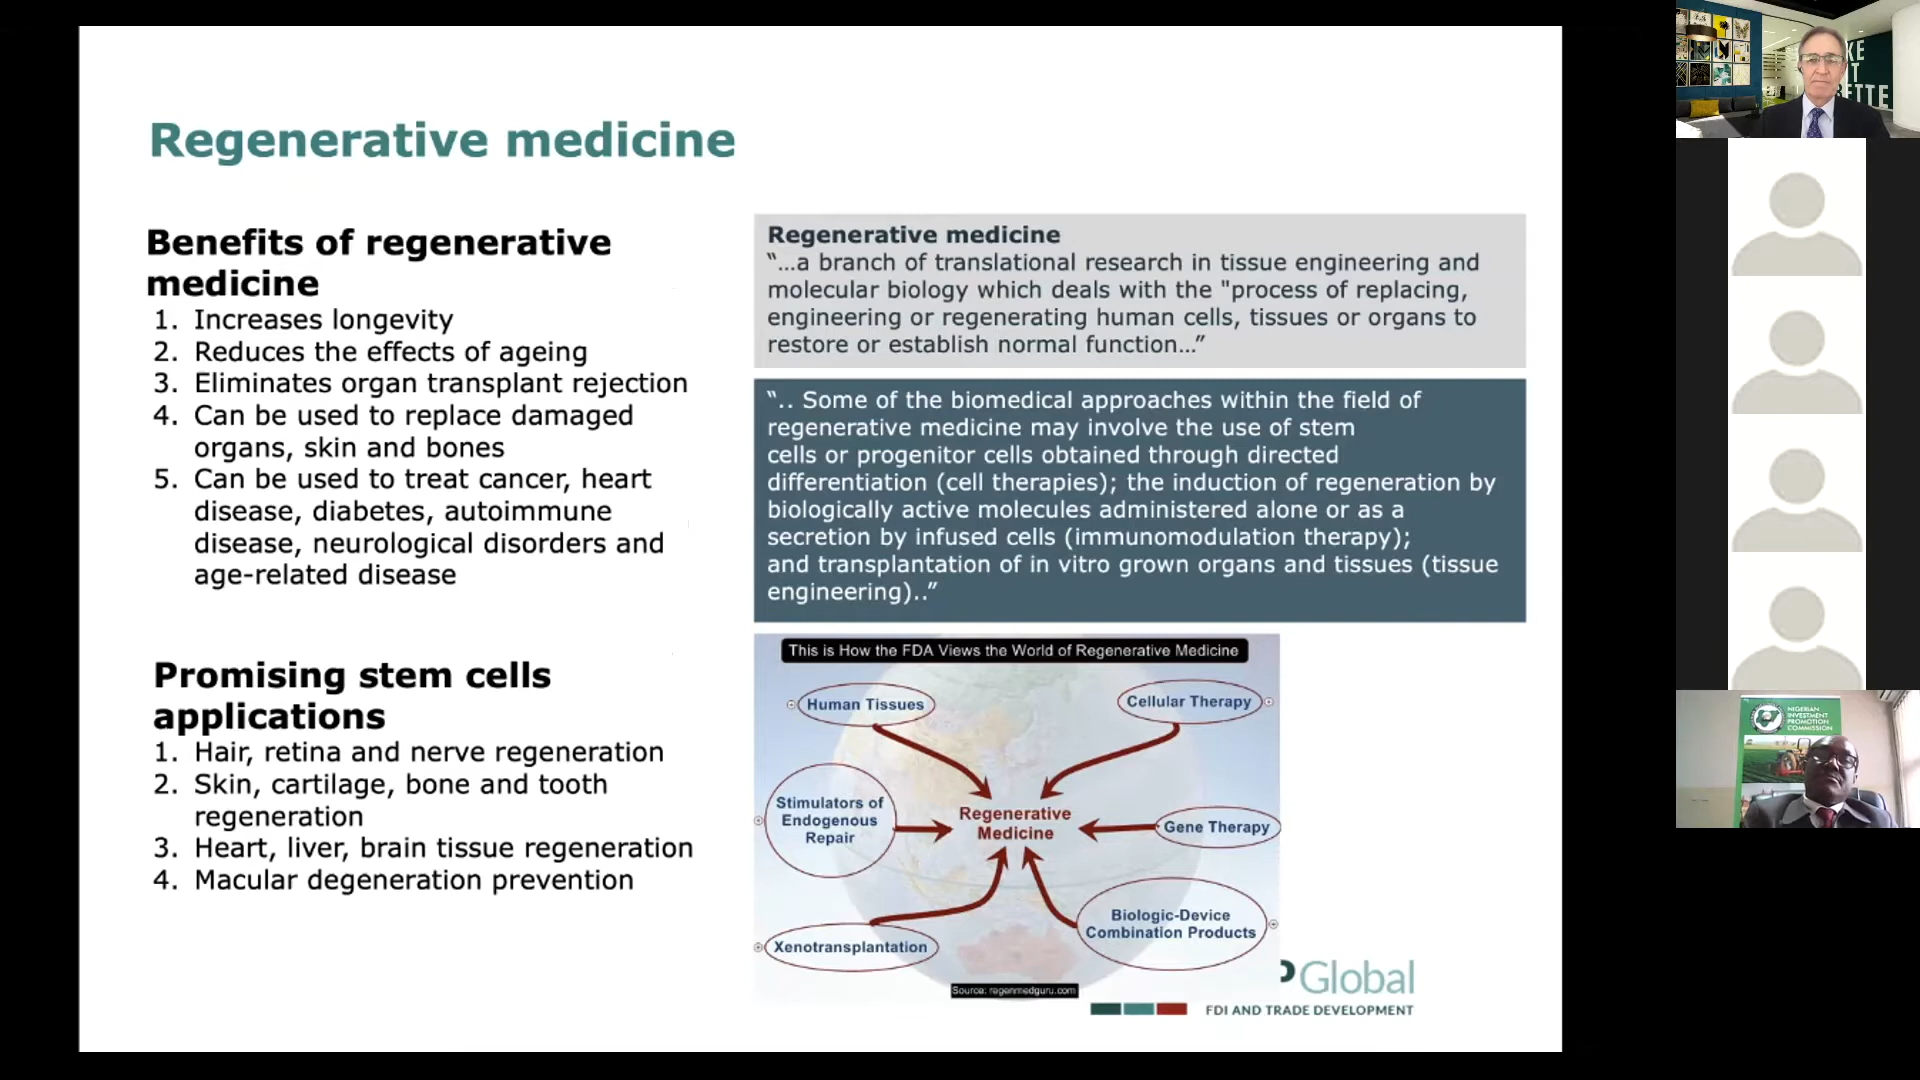 Regenerative medicine
Benefits of regenerative
medicine
1. Increases longevity
2. Reduces the effects of ageing
3. Eliminates organ transplant rejection
4. Can be used to replace damaged
organs, skin and bones
5. Can be used to treat cancer, heart
disease, diabetes, autoimmune
disease, neurological disorders and
age-related disease
Promising stem cells
applications
1. Hair, retina and nerve regeneration
2. Skin, cartilage, bone and tooth
regeneration
3. Heart, liver, brain tissue regeneration
4. Macular degeneration prevention
Regenerative medicine
“…a branch of translational research in tissue engineering and
molecular biology which deals with the "process of replacing,
engineering or regenerating human cells, tissues or organs to
restore or establish normal function…”
“.. Some of the biomedical approaches within the field of
regenerative medicine may involve the use of stem
cells or progenitor cells obtained through directed
differentiation (cell therapies); the induction of regeneration by
biologically active molecules administered alone or as a
secretion by infused cells (immunomodulation therapy);
and transplantation of in vitro grown organs and tissues (tissue
engineering)..”
This is How the FDA Views the World of Regenerative Medicine
Human Tissues
Cellular Therapy
Stimulators of
Endogenous
Repair
Regenerative
Medicine
Gene Therapy
Biologic-Device
Combination Products
Xenotransplantation
Source: regenmedguru.com
Global
FDI AND TRADE DEVELOPMENT
NIGERIAN
INVESTMENT
PROMOTION
COMMISSION